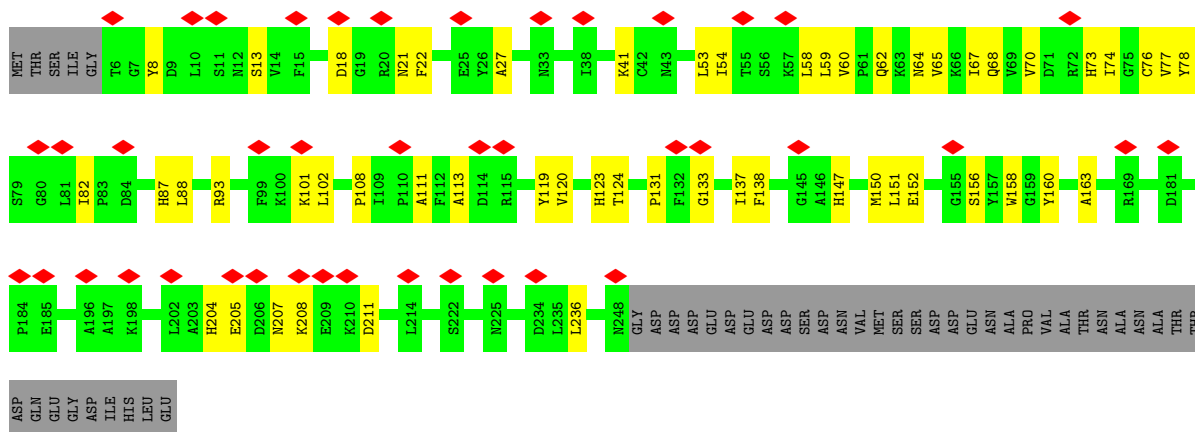 MET THR SER ILE GLY T6 G7 Y8 D9 L10 S11 N12 S13 V14 F15 D18 G19 R20 N21 F22 E25 Y26 A27 N33 I38 K41 C42 N43 L53 I54 T55 S56 K57 L58 L59 V60 P61 Q62 K63 N64 V65 K66 I67 Q68 V69 V70 D71 R72 H73 I74 G75 C76 V77 Y78
S79 G80 L81 I82 P83 D84 H87 L88 R93 F99 K100 K101 L102 P108 I109 P110 A111 F112 A113 D114 R115 Y119 V120 H123 T124 P131 F132 G133 I137 F138 G145 A146 H147 M150 L151 E152 G155 S156 Y157 W158 G159 Y160 A163 R169 D181
P184 E185 A196 A197 K198 L202 A203 H204 E205 D206 N207 K208 E209 K210 D211 L214 S222 N225 D234 L235 L236 N248 GLY ASP ASP ASP GLU ASP GLU ASP ASP SER ASP ASN VAL MET SER SER ASP ASP GLU ASN ALA PRO VAL ALA THR ASN ALA ASN ALA THR THR
ASP GLN GLU GLY ASP ILE HIS LEU GLU